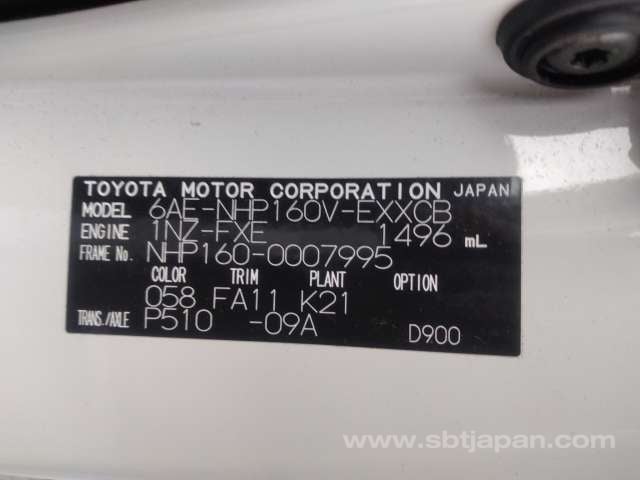 TOYOTA MOTOR CORPORATION JAPAN
MODEL 6AE-NHP160V-EXXCB
ENGINE 1NZ-FXE 1496 mL
FRAME No. NHP160-0007995
COLOR TRIM PLANT OPTION
058 FA11 K21
TRANS./AXLE P510 -09A
D900
www.sbtjapan.com